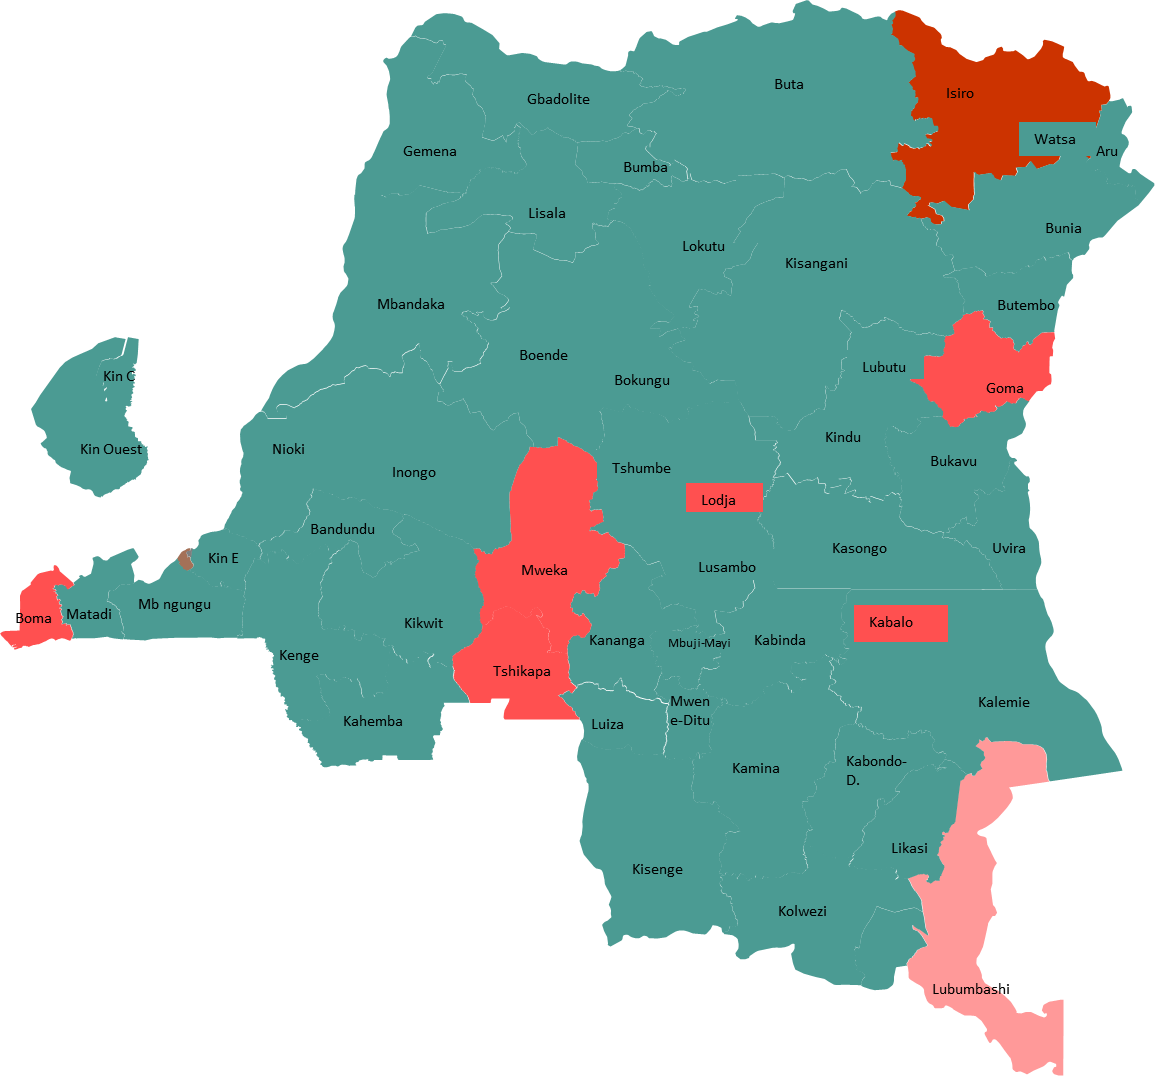 Buta
Isiro
Gbadolite
Watsa
Aru
Gemena
Bumba
Lisala
Bunia
Lokutu
Kisangani
Mbandaka
Butembo
Boende
Lubutu
Kin C
Bokungu
Goma
Kindu
Kin Ouest
Nioki
Bukavu
Inongo
Tshumbe
Lodja
Bandundu
Kasongo
Uvira
Kin E
Lusambo
Mweka
Mb ngungu
Boma
Matadi
Kikwit
Kabalo
Kananga
Mbuji-Mayi
Kabinda
Kenge
Tshikapa
Mwen
e-Ditu
Kalemie
Kahemba
Luiza
Kamina
Kabondo-
D.
Likasi
Kisenge
Kolwezi
Lubumbashi